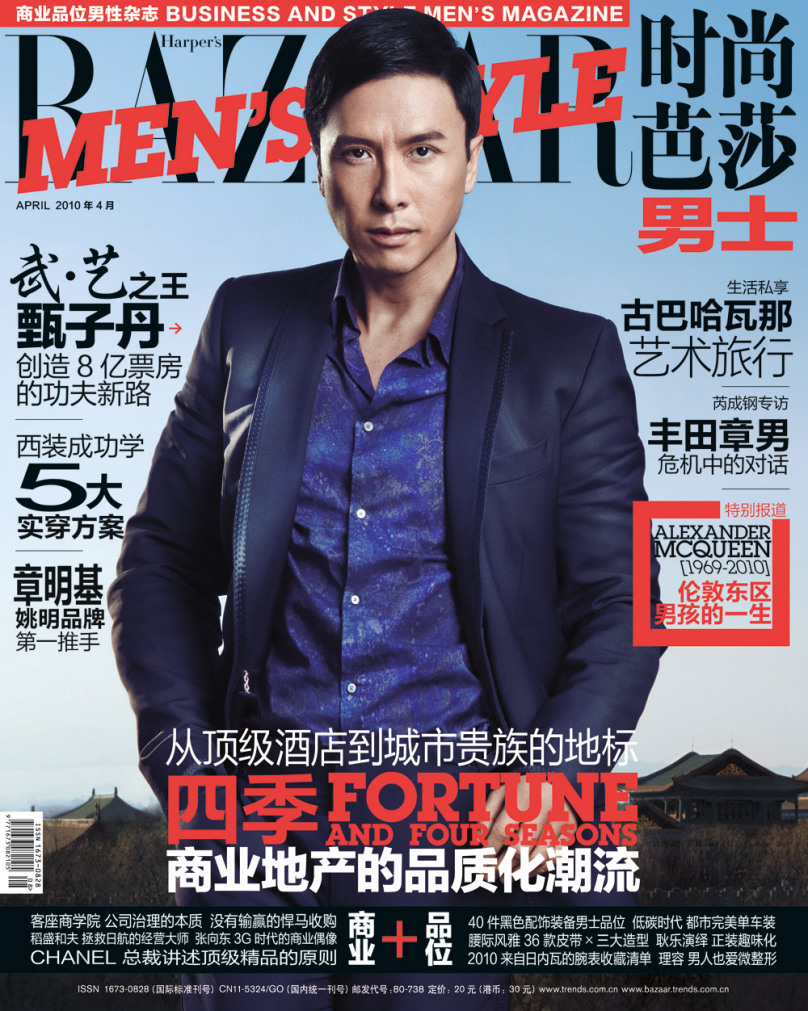 商业品位男性杂志 BUSINESS AND STYLE MEN'S MAGAZINE
Harper's
BAZAAR
MEN'S STYLE
时尚
芭莎
男士
APRIL 2010 年 4 月
武·艺之王
甄子丹→
创造 8 亿票房
的功夫新路
西装成功学
5大
实穿方案
章明基
姚明品牌
第一推手
生活私享
古巴哈瓦那
艺术旅行
芮成钢专访
丰田章男
危机中的对话
特别报道
ALEXANDER
MCQUEEN
[1969-2010]
伦敦东区
男孩的一生
从顶级酒店到城市贵族的地标
四季 FORTUNE
AND FOUR SEASONS
商业地产的品质化潮流
ISSN 1673-0828
9 771673 082105
08>
客座商学院 公司治理的本质 没有输赢的悍马收购
稻盛和夫 拯救日航的经营大师 张向东 3G 时代的商业偶像
CHANEL 总裁讲述顶级精品的原则
商业 + 品位
40 件黑色配饰装备男士品位 低碳时代 都市完美单车装
腰际风雅 36 款皮带 × 三大造型 耿乐演绎 正装趣味化
2010 来自日内瓦的腕表收藏清单 理容 男人也爱微整形
ISSN 1673-0828 (国际标准刊号) CN11-5324/GO (国内统一刊号) 邮发代号:80-738 定价:20 元 (港币:30 元) www.trends.com.cn www.bazaar.trends.com.cn